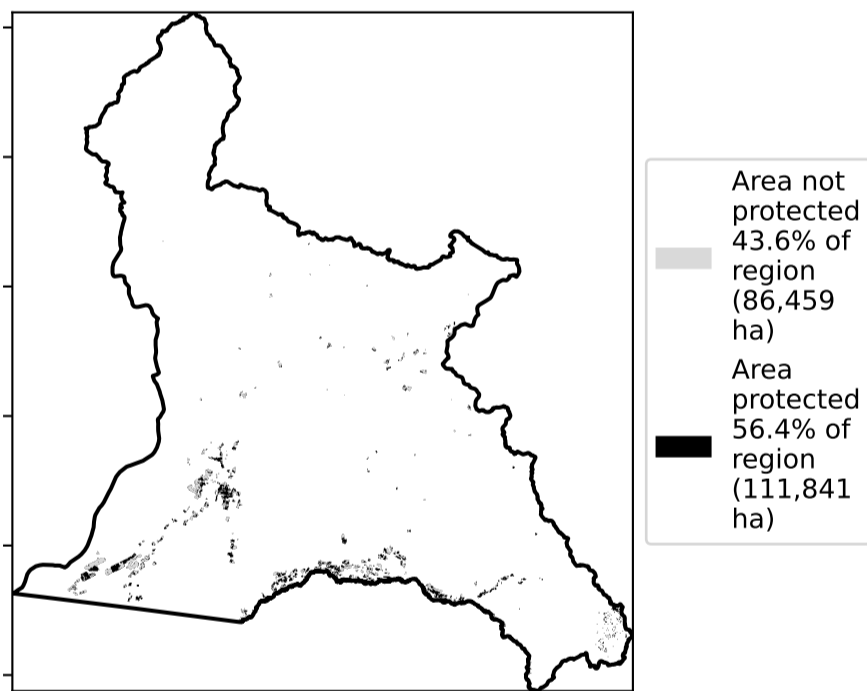 Area not
protected
43.6% of
region
(86,459
ha)
Area
protected
56.4% of
region
(111,841
ha)